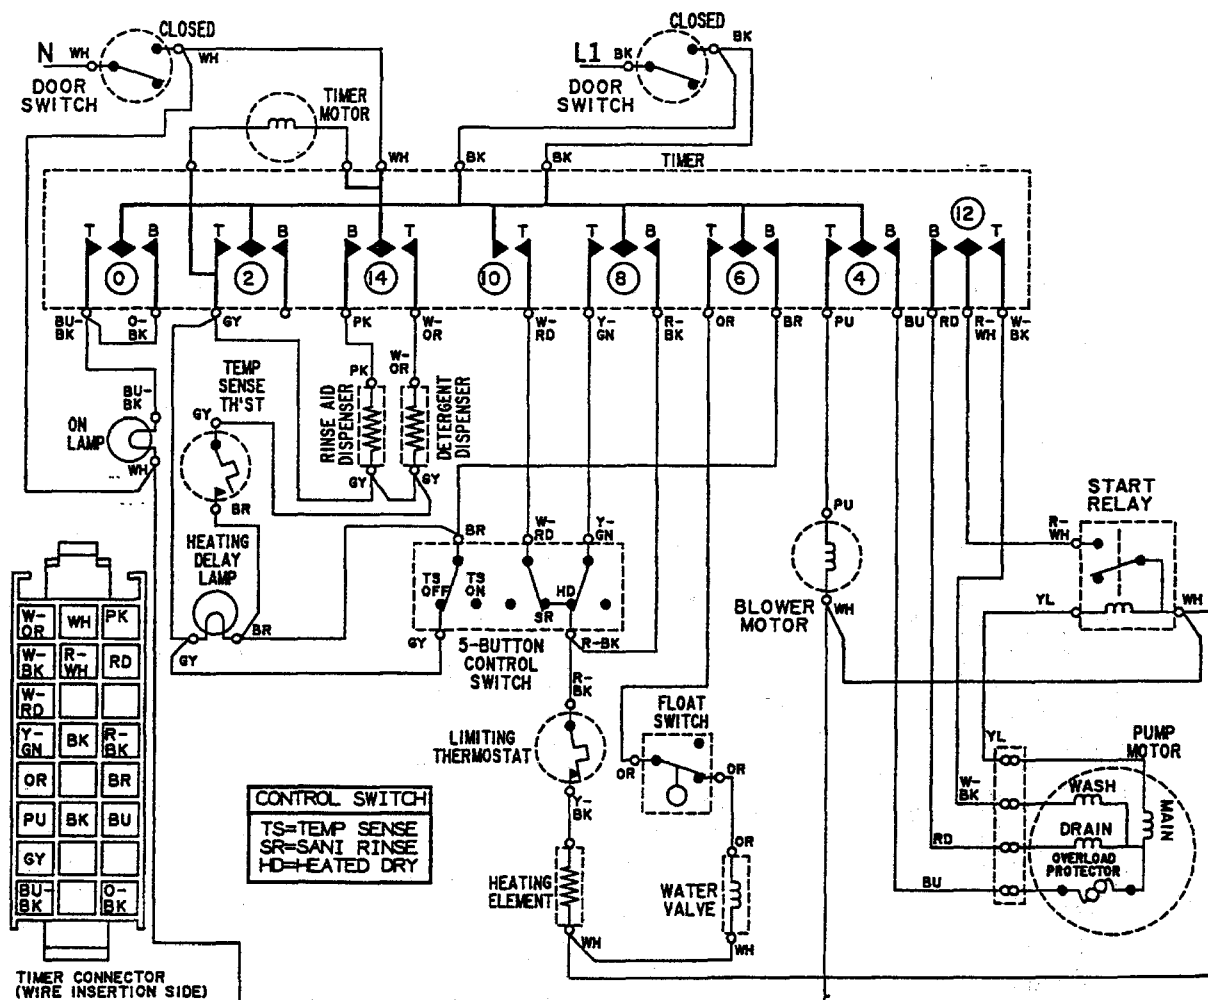 CLOSED
N WH
WH
DOOR
SWITCH
CLOSED
BK
L1 BK
DOOR
SWITCH
TIMER
MOTOR
WH
BK
BK
TIMER
12
T B T B B T T T B T B T B B T
0 2 14 10 8 6 4
BU-
BK
O-
BK
GY
PK
W-
OR
W-
RD
Y-
GN
R-
BK
OR
BR
PU
BU
RD
R-
WH
W-
BK
TEMP
SENSE
TH'ST
GY
BR
BU-
BK
ON
LAMP
WH
PK
W-
OR
RINSE AID
DISPENSER
DETERGENT
DISPENSER
GY
GY
HEATING
DELAY
LAMP
BR
GY
BR
W-
RD
Y-
GN
TS
OFF
TS
ON
HD
SR
GY
R-BK
5-BUTTON
CONTROL
SWITCH
PU
BLOWER
MOTOR
WH
START
RELAY
R-
WH
YL
WH
R-
BK
LIMITING
THERMOSTAT
Y-
BK
HEATING
ELEMENT
WH
FLOAT
SWITCH
OR
OR
OR
WATER
VALVE
WH
YL
PUMP
MOTOR
W-
BK
WASH
MAIN
DRAIN
RD
OVERLOAD
PROTECTOR
BU
CONTROL SWITCH
TS=TEMP SENSE
SR=SANI RINSE
HD=HEATED DRY
W-
OR
WH
PK
W-
BK
R-
WH
RD
W-
RD
Y-
GN
BK
R-
BK
OR
BR
PU
BK
BU
GY
BU-
BK
O-
BK
TIMER CONNECTOR
(WIRE INSERTION SIDE)